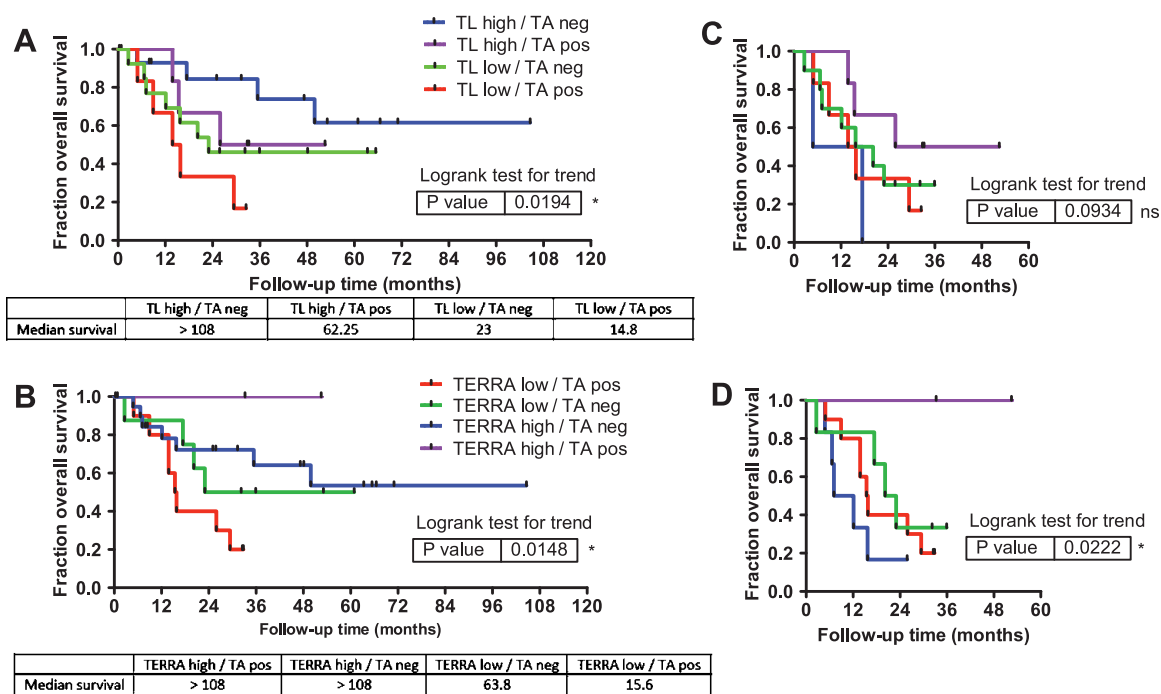 A
TL high / TA neg
TL high / TA pos
TL low / TA neg
TL low / TA pos
Fraction overall survival
1.0
0.8
0.6
0.4
0.2
0.0
Logrank test for trend
P value 0.0194 *
0 12 24 36 48 60 72 84 96 108 120
Follow-up time (months)
TL high / TA neg TL high / TA pos TL low / TA neg TL low / TA pos
Median survival > 108 62.25 23 14.8
C
Fraction overall survival
1.0
0.8
0.6
0.4
0.2
0.0
Logrank test for trend
P value 0.0934 ns
0 12 24 36 48 60
Follow-up time (months)
B
TERRA low / TA pos
TERRA low / TA neg
TERRA high / TA neg
TERRA high / TA pos
Fraction overall survival
1.0
0.8
0.6
0.4
0.2
0.0
Logrank test for trend
P value 0.0148 *
0 12 24 36 48 60 72 84 96 108 120
Follow-up time (months)
TERRA high / TA pos TERRA high / TA neg TERRA low / TA neg TERRA low / TA pos
Median survival > 108 > 108 63.8 15.6
D
Fraction overall survival
1.0
0.8
0.6
0.4
0.2
0.0
Logrank test for trend
P value 0.0222 *
0 12 24 36 48 60
Follow-up time (months)